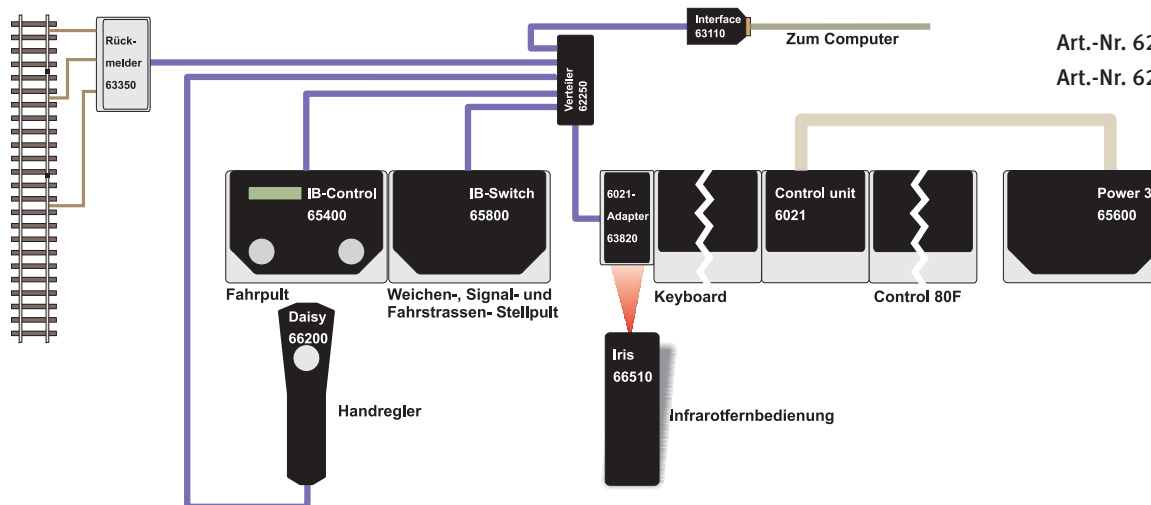 Rück-
melder
63350
Interface
63110
Zum Computer
Art.-Nr. 62
Art.-Nr. 62
Verteiler
62250
IB-Control
65400
IB-Switch
65800
6021-
Adapter
63820
Control unit
6021
Power 3
65600
Fahrpult
Weichen-, Signal- und
Fahrstrassen- Stellpult
Keyboard
Control 80F
Daisy
66200
Handregler
Iris
66510
Infrarotfernbedienung